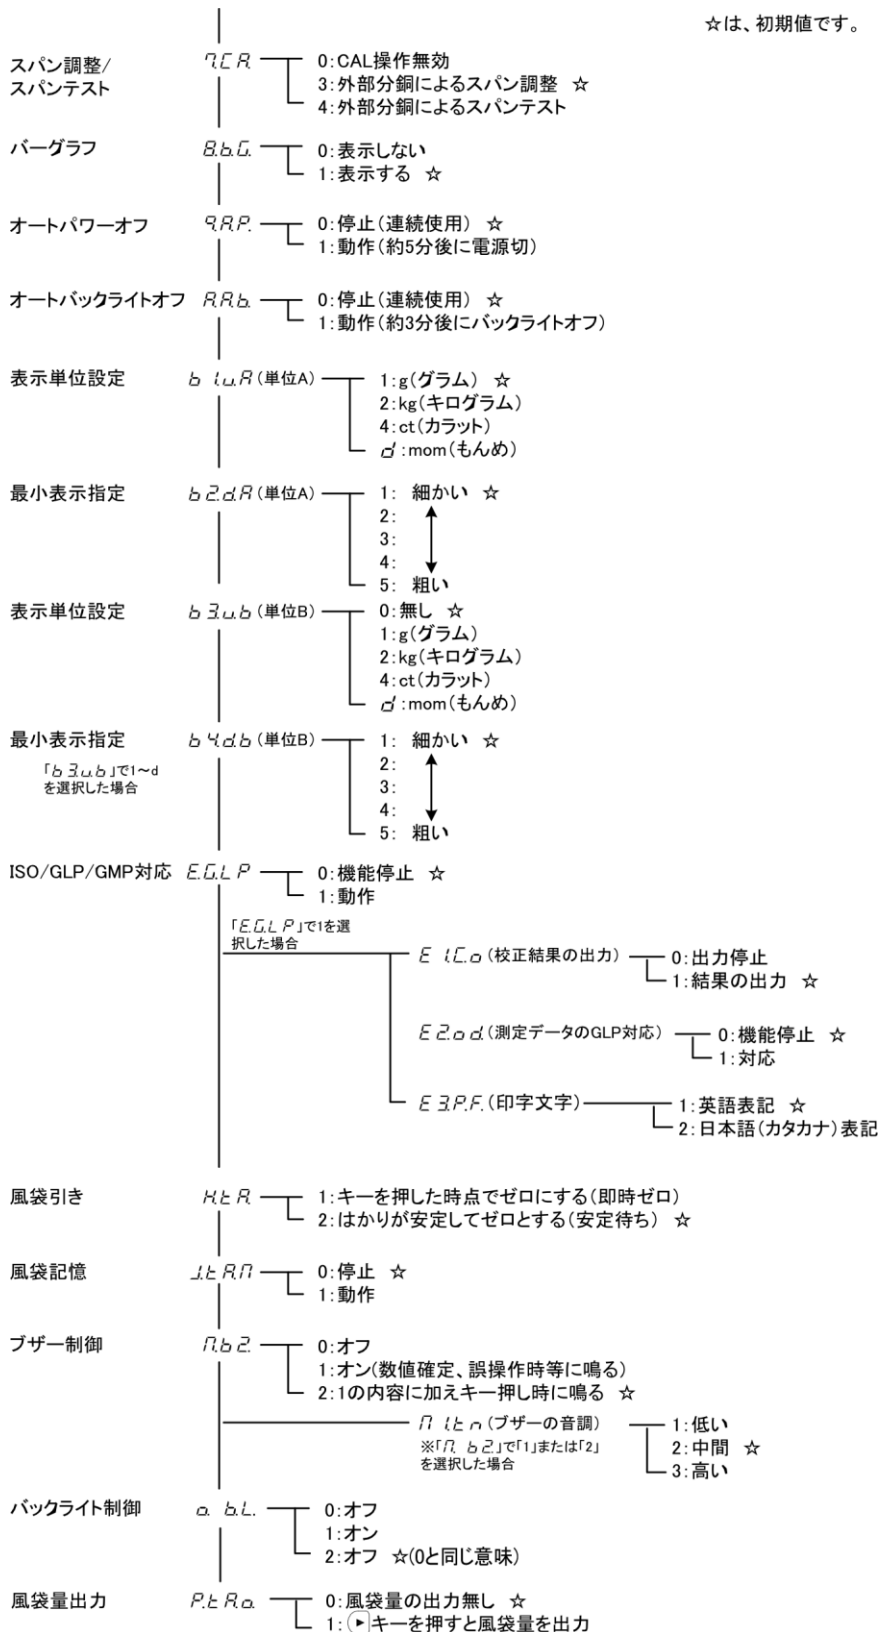 ☆は、初期値です。
スパン調整/ 7.CA 0:CAL操作無効
スパンテスト 3:外部分銅によるスパン調整 ☆
4:外部分銅によるスパンテスト
バーグラフ 8.b.G. 0:表示しない
1:表示する ☆
オートパワーオフ 9.A.P. 0:停止(連続使用) ☆
1:動作(約5分後に電源切)
オートバックライトオフ A.A.b. 0:停止(連続使用) ☆
1:動作(約3分後にバックライトオフ)
表示単位設定 b 1.u.A (単位A) 1:g(グラム) ☆
2:kg(キログラム)
4:ct(カラット)
d:mom(もんめ)
最小表示指定 b 2.d.A (単位A) 1: 細かい ☆
2:
3:
4:
5: 粗い
表示単位設定 b 3.u.b (単位B) 0:無し ☆
1:g(グラム)
2:kg(キログラム)
4:ct(カラット)
d:mom(もんめ)
最小表示指定 b 4.d.b (単位B) 1: 細かい ☆
「b 3.u.b」で1～d 2:
を選択した場合 3:
4:
5: 粗い
ISO/GLP/GMP対応 E.G.L P 0:機能停止 ☆
1:動作
「E.G.L P」で1を選
択した場合
E 1.C.o (校正結果の出力) 0:出力停止
1:結果の出力 ☆
E 2.o d. (測定データのGLP対応) 0:機能停止 ☆
1:対応
E 3.P.F. (印字文字) 1:英語表記 ☆
2:日本語(カタカナ)表記
風袋引き H.t A. 1:キーを押した時点でゼロにする(即時ゼロ)
2:はかりが安定してゼロとする(安定待ち) ☆
風袋記憶 J.t A.M 0:停止 ☆
1:動作
ブザー制御 M.b 2. 0:オフ
1:オン(数値確定、誤操作時等に鳴る)
2:1の内容に加えキー押し時に鳴る ☆
M 1.t n (ブザーの音調) 1:低い
※「M. b 2.」で「1」または「2」 2:中間 ☆
を選択した場合 3:高い
バックライト制御 o. b.L. 0:オフ
1:オン
2:オフ ☆(0と同じ意味)
風袋量出力 P.t A.o. 0:風袋量の出力無し ☆
1:▶キーを押すと風袋量を出力